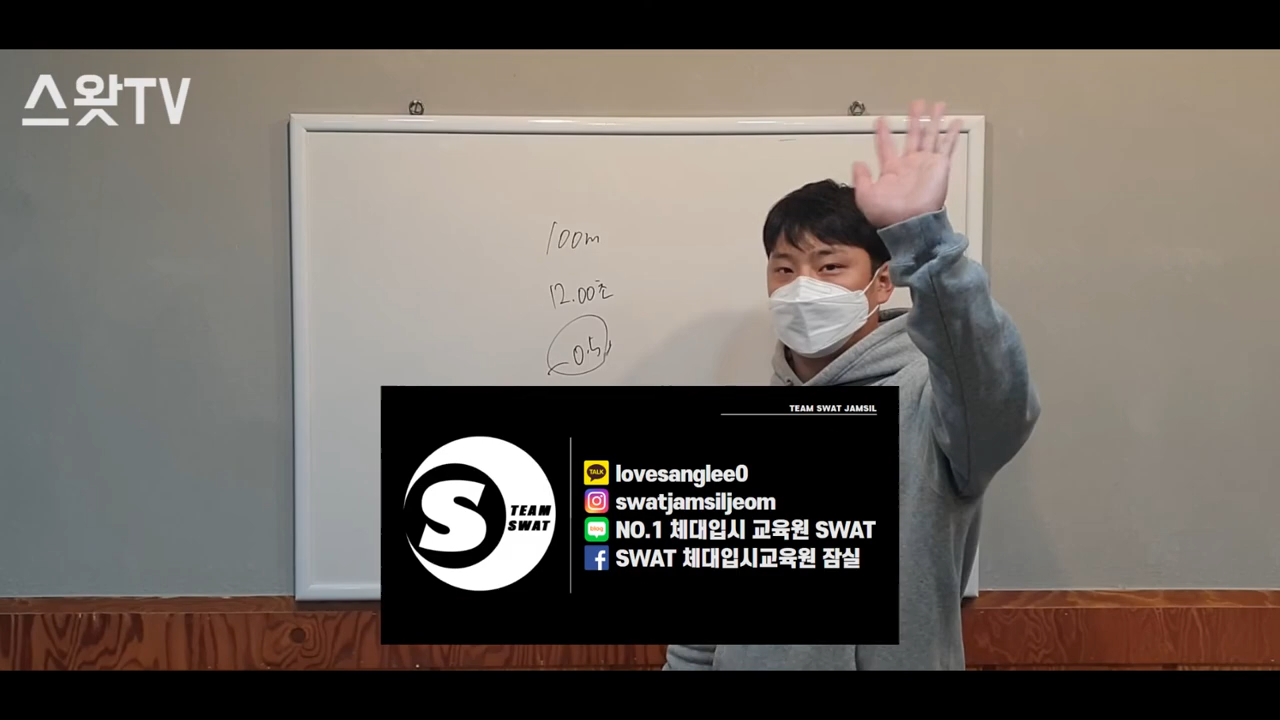 스왓TV
100m
12.00초
0.5
TEAM SWAT JAMSIL
S TEAM
SWAT
TALK lovesanglee0
swatjamsiljeom
blog NO.1 체대입시 교육원 SWAT
f SWAT 체대입시교육원 잠실